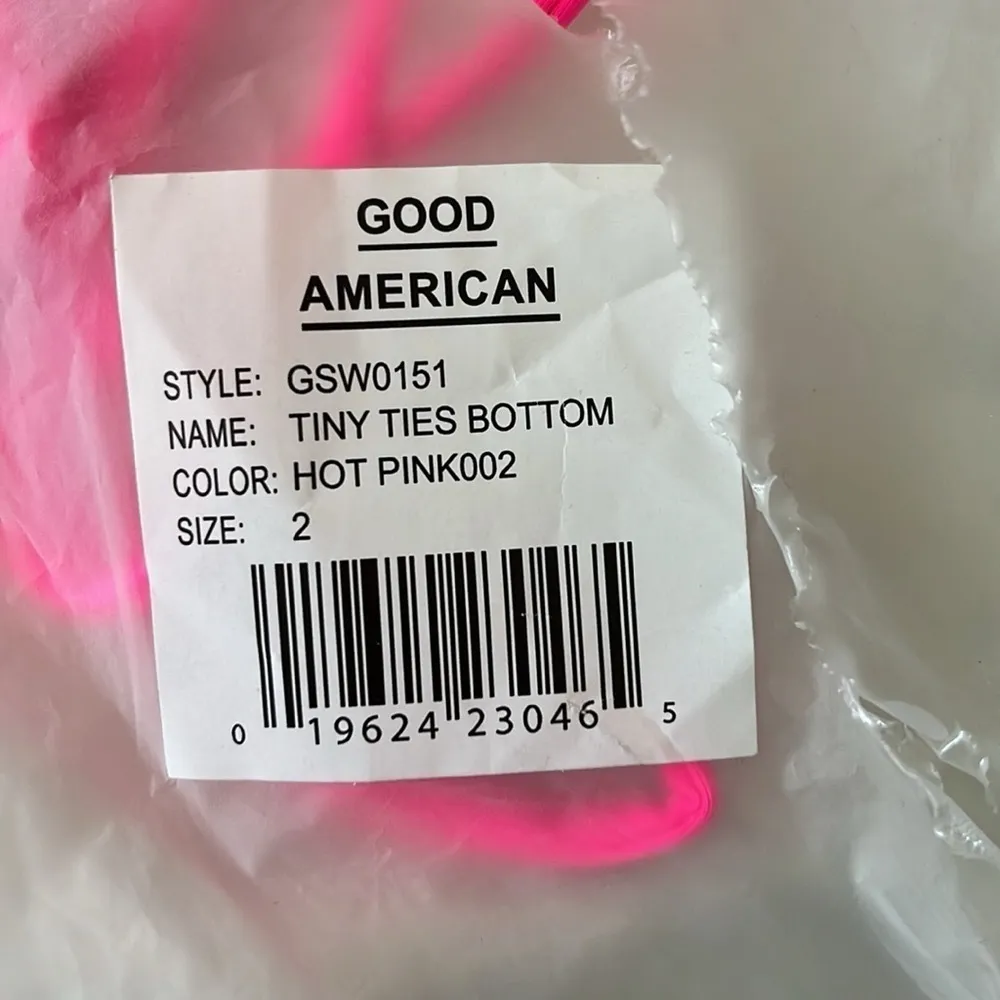 GOOD
AMERICAN
STYLE: GSW0151
NAME: TINY TIES BOTTOM
COLOR: HOT PINK002
SIZE: 2
0 19624 23046 5